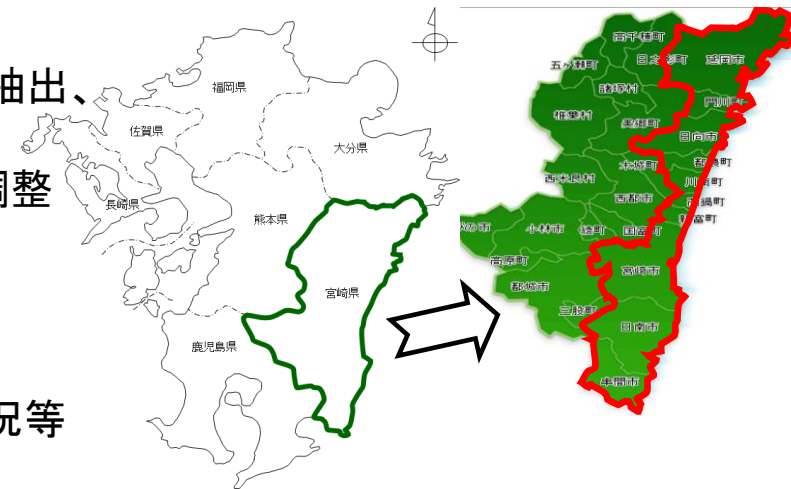 抽出、
調整
況等
4
福岡県
佐賀県
長崎県
大分県
熊本県
宮崎県
鹿児島県
高千穂町
日之影町
延岡市
五ヶ瀬町
諸塚村
門川町
椎葉村
美郷町
日向市
木城町
都農町
西米良村
川南町
西都市
高鍋町
新富町
の市
小林市
綾町
国富町
高原町
宮崎市
都城市
三股町
日南市
串間市